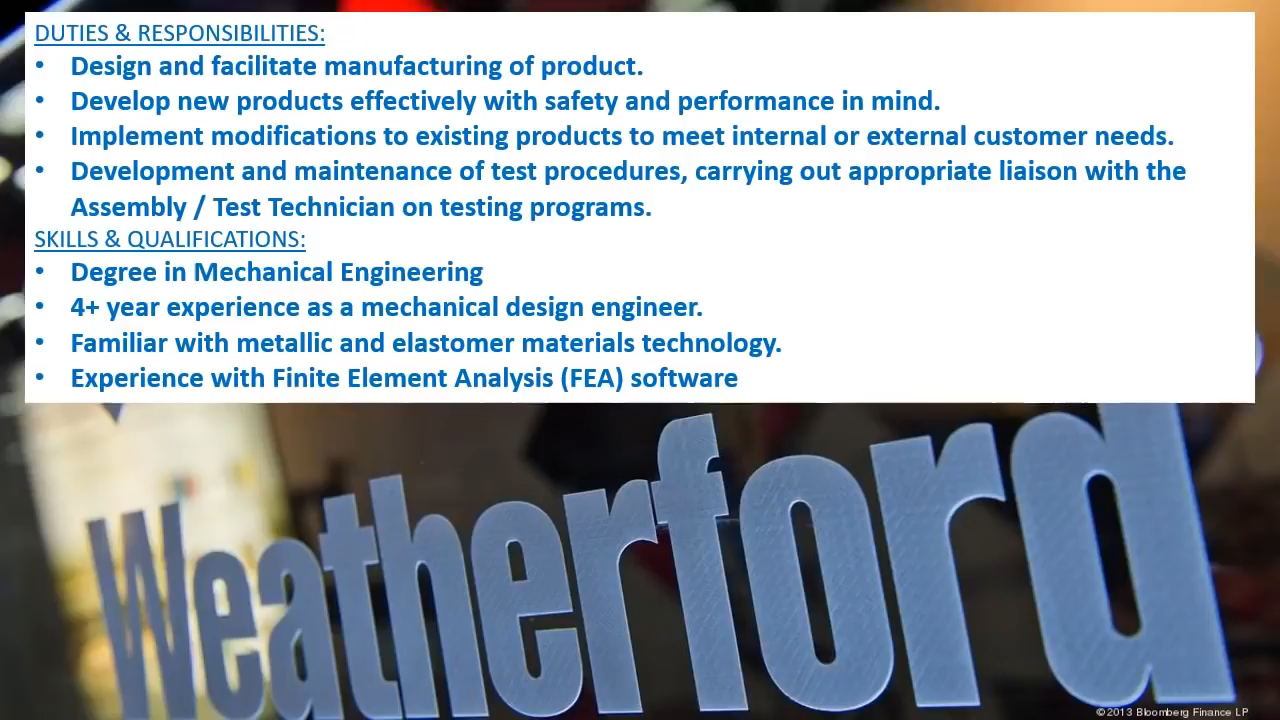 DUTIES & RESPONSIBILITIES:
• Design and facilitate manufacturing of product.
• Develop new products effectively with safety and performance in mind.
• Implement modifications to existing products to meet internal or external customer needs.
• Development and maintenance of test procedures, carrying out appropriate liaison with the
Assembly / Test Technician on testing programs.
SKILLS & QUALIFICATIONS:
• Degree in Mechanical Engineering
• 4+ year experience as a mechanical design engineer.
• Familiar with metallic and elastomer materials technology.
• Experience with Finite Element Analysis (FEA) software
Weatherford
©2013 Bloomberg Finance LP